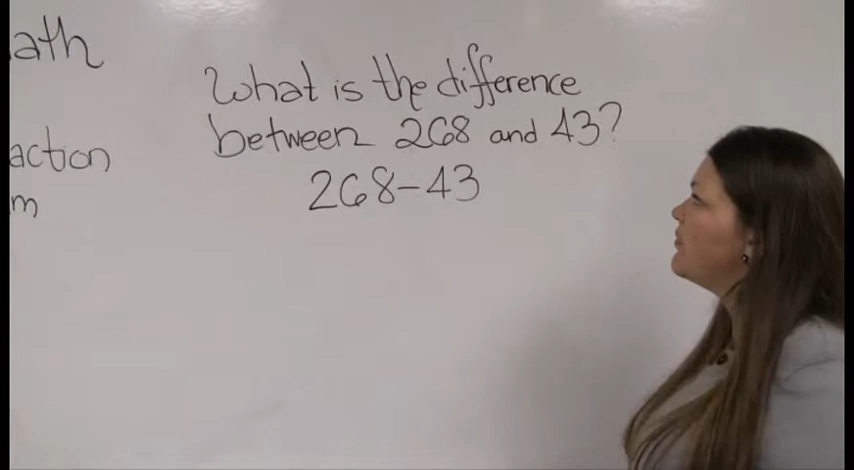 ath
action
m
What is the difference
between 268 and 43?
268-43